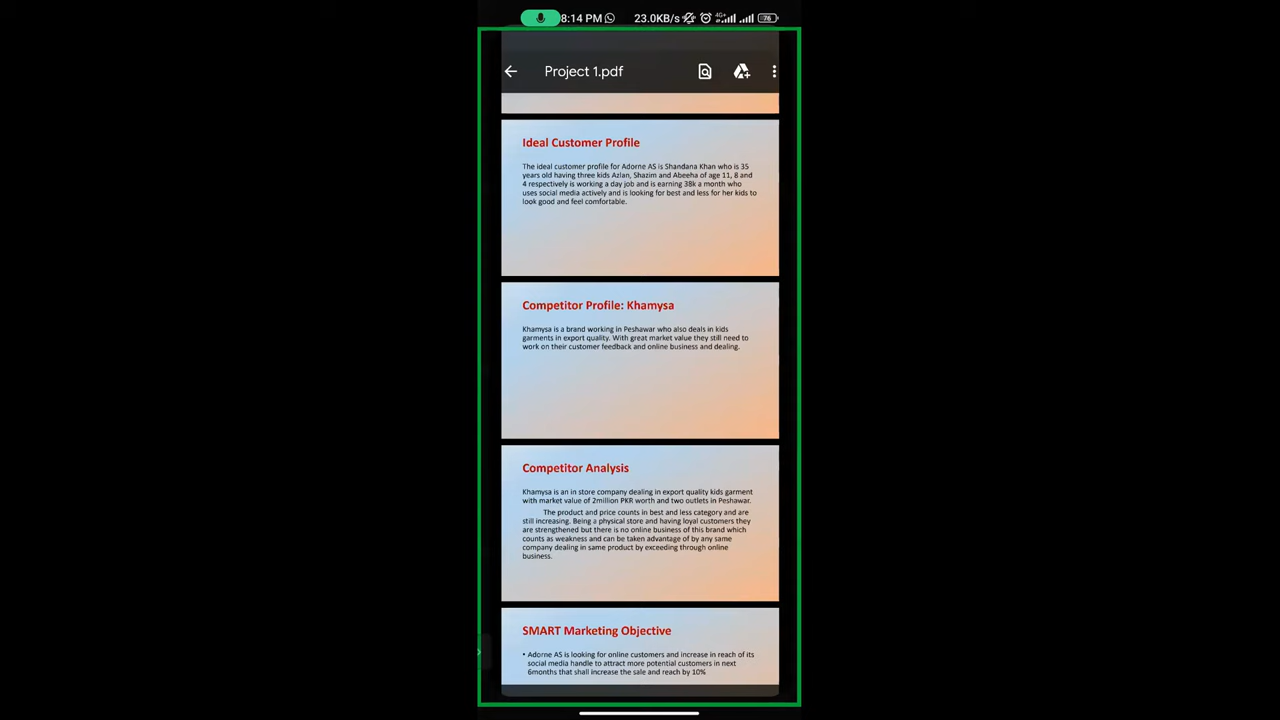 8:14 PM 23.0KB/s 4G+ 76
Project 1.pdf
Ideal Customer Profile
The ideal customer profile for Adorne AS is Shandana Khan who is 35
years old having three kids Azlan, Shazim and Abeeha of age 11, 8 and
4 respectively is working a day job and is earning 38k a month who
uses social media actively and is looking for best and less for her kids to
look good and feel comfortable.
Competitor Profile: Khamysa
Khamysa is a brand working in Peshawar who also deals in kids
garments in export quality. With great market value they still need to
work on their customer feedback and online business and dealing.
Competitor Analysis
Khamysa is an in store company dealing in export quality kids garment
with market value of 2million PKR worth and two outlets in Peshawar.
The product and price counts in best and less category and are
still increasing. Being a physical store and having loyal customers they
are strengthened but there is no online business of this brand which
counts as weakness and can be taken advantage of by any same
company dealing in same product by exceeding through online
business.
SMART Marketing Objective
• Adorne AS is looking for online customers and increase in reach of its
social media handle to attract more potential customers in next
6months that shall increase the sale and reach by 10%